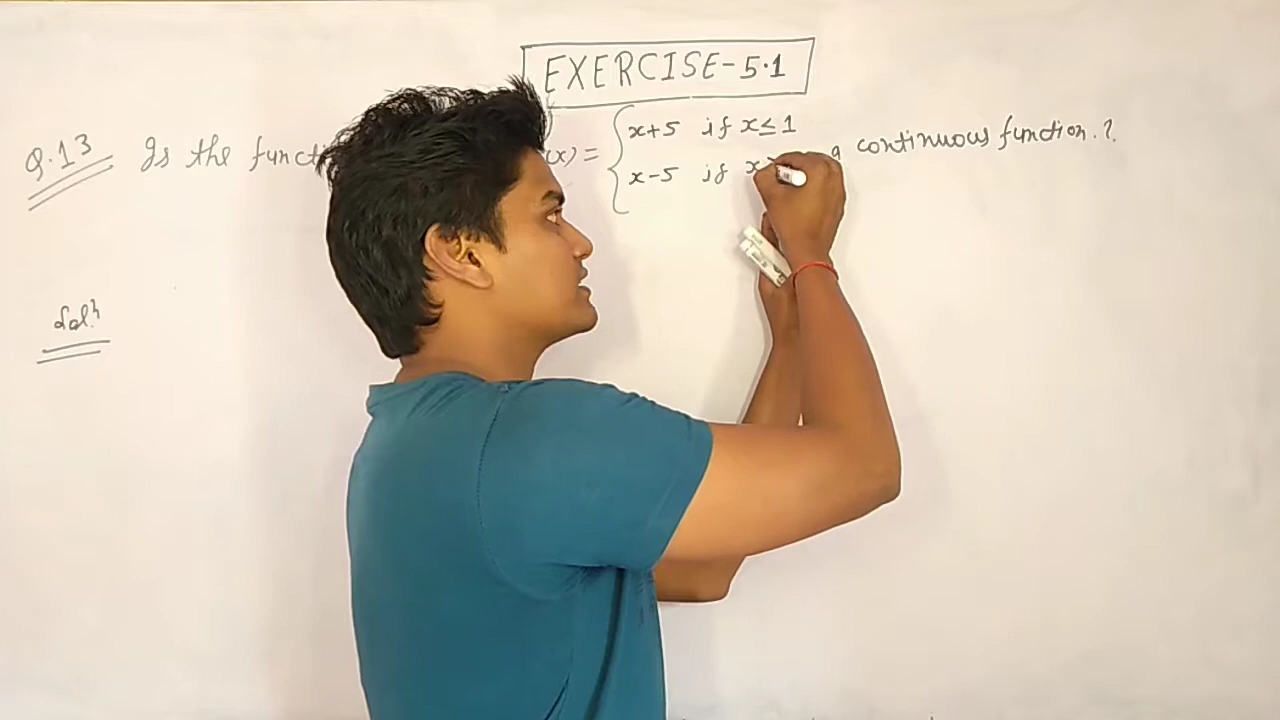 EXERCISE-5.1
Q.13 Is the funct (x) = { x+5 if x≤1 a continuous function.?
x-5 if x>
Sol.ⁿ